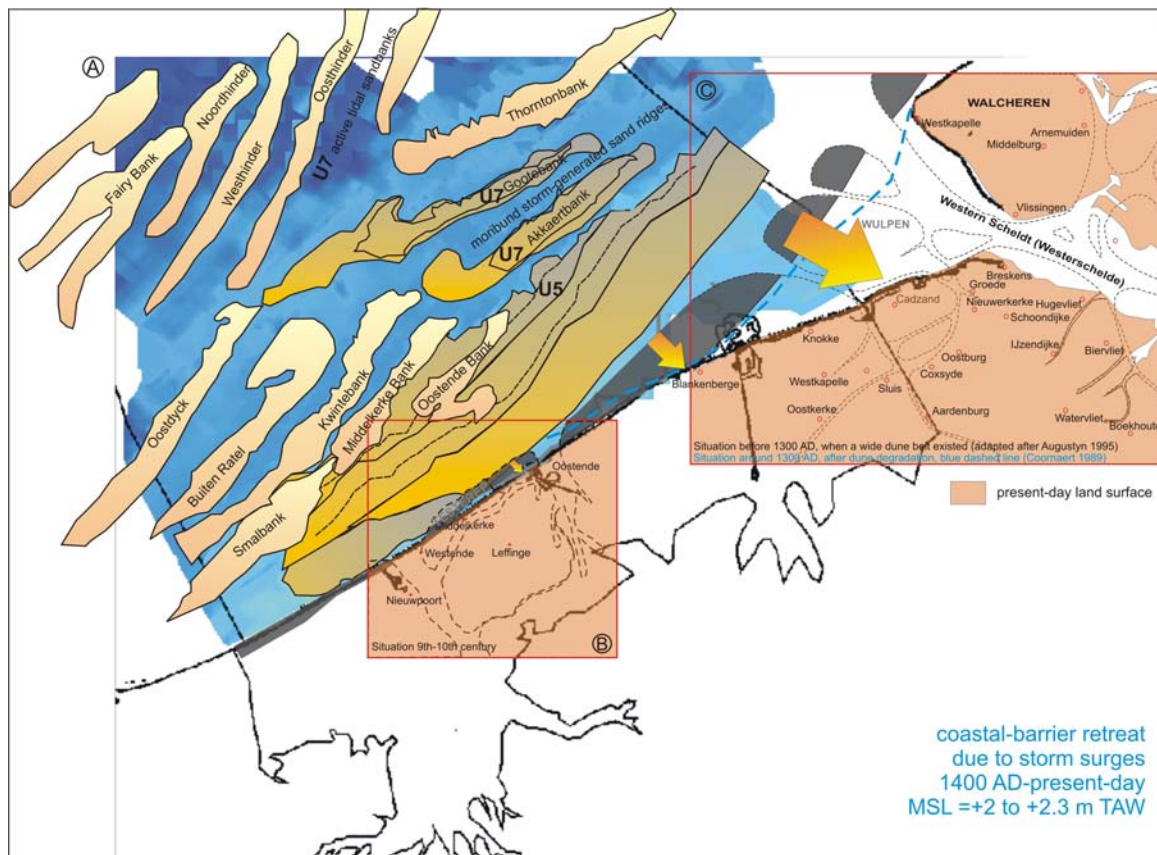 A
Noordhinder
Fairy Bank
Westhinder
Oosthinder
U7 active tidal sandbanks
Thorntonbank
U7 Gootebank
moribund storm-generated sand ridges
U7 Akkaertbank
U5
Oostdyck
Buiten Ratel
Kwintebank
Middelkerke Bank
Oostende Bank
Smalbank
C
WALCHEREN
Westkapelle
Arnemuiden
Middelburg
Vlissingen
Western Scheldt (Westerschelde)
WULPEN
Breskens
Groede
Cadzand
Nieuwerkerke
Hugevliet
Schoondijke
Knokke
IJzendijke
Biervliet
Blankenberge
Oostburg
Westkapelle
Coxsyde
Sluis
Oostkerke
Aardenburg
Watervliet
Boekhoute
Situation before 1300 AD, when a wide dune belt existed (adapted after Augustyn 1995)
Situation around 1300 AD, after dune degradation, blue dashed line (Coornaert 1989)
present-day land surface
Oostende
Middelkerke
Westende
Leffinge
Nieuwpoort
Situation 9th-10th century
B
coastal-barrier retreat
due to storm surges
1400 AD-present-day
MSL =+2 to +2.3 m TAW